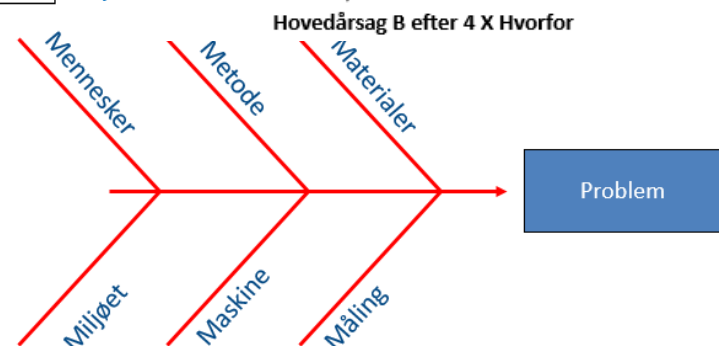 Hovedårsag B efter 4 X Hvorfor
Mennesker
Metode
Materialer
Problem
Miljøet
Maskine
Måling